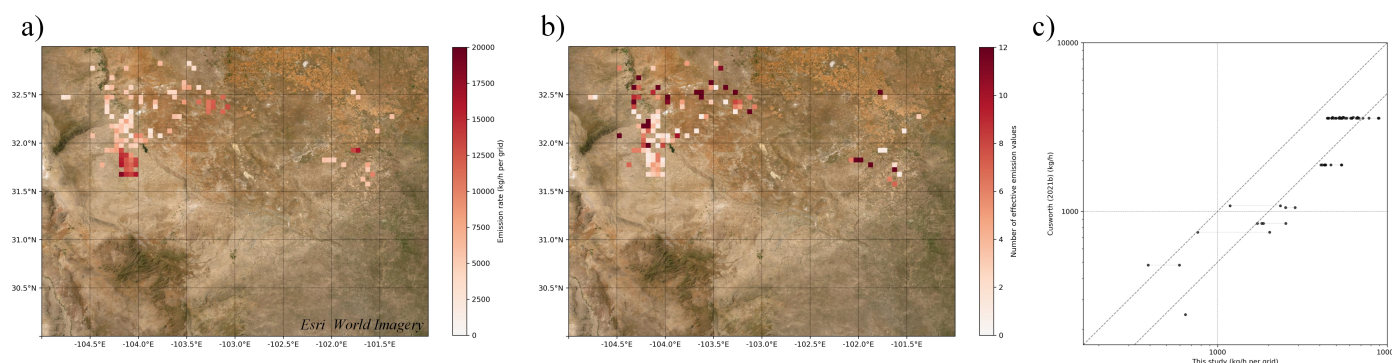 a)
32.5°N
32.0°N
31.5°N
31.0°N
30.5°N
-104.5°E
-104.0°E
-103.5°E
-103.0°E
-102.5°E
-102.0°E
-101.5°E
Esri World Imagery
20000
17500
15000
12500
10000
7500
5000
2500
0
Emission rate (kg/h per grid)
b)
32.5°N
32.0°N
31.5°N
31.0°N
30.5°N
-104.5°E
-104.0°E
-103.5°E
-103.0°E
-102.5°E
-102.0°E
-101.5°E
12
10
8
6
4
2
0
Number of effective emission values
c)
10000
1000
Cusworth (2021b) (kg/h)
1000
1000
This study (kg/h per grid)